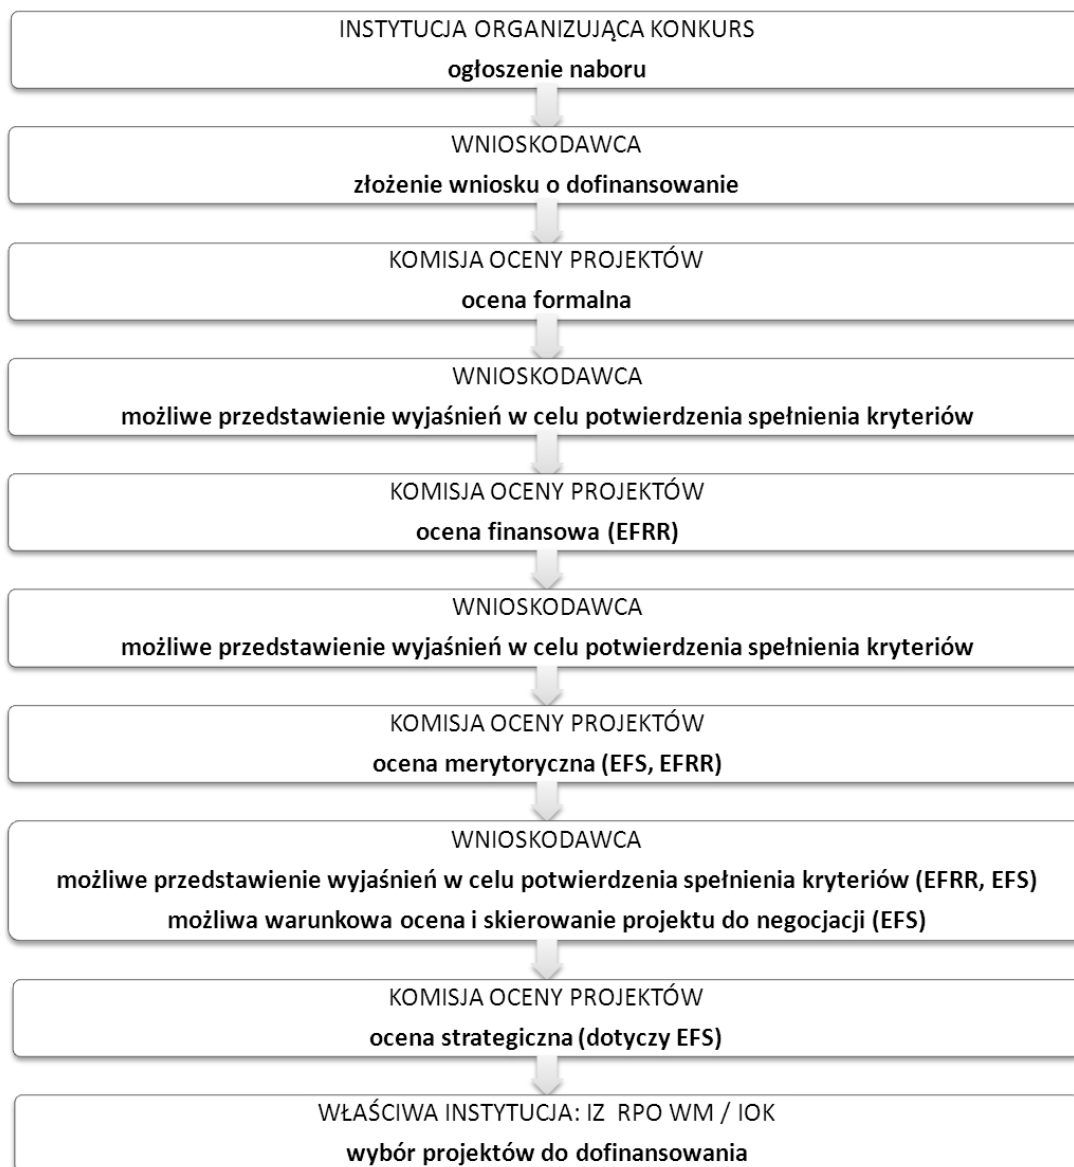 INSTYTUCJA ORGANIZUJĄCA KONKURS
ogłoszenie naboru
WNIOSKODAWCA
złożenie wniosku o dofinansowanie
KOMISJA OCENY PROJEKTÓW
ocena formalna
WNIOSKODAWCA
możliwe przedstawienie wyjaśnień w celu potwierdzenia spełnienia kryteriów
KOMISJA OCENY PROJEKTÓW
ocena finansowa (EFRR)
WNIOSKODAWCA
możliwe przedstawienie wyjaśnień w celu potwierdzenia spełnienia kryteriów
KOMISJA OCENY PROJEKTÓW
ocena merytoryczna (EFS, EFRR)
WNIOSKODAWCA
możliwe przedstawienie wyjaśnień w celu potwierdzenia spełnienia kryteriów (EFRR, EFS)
możliwa warunkowa ocena i skierowanie projektu do negocjacji (EFS)
KOMISJA OCENY PROJEKTÓW
ocena strategiczna (dotyczy EFS)
WŁAŚCIWA INSTYTUCJA: IZ RPO WM / IOK
wybór projektów do dofinansowania